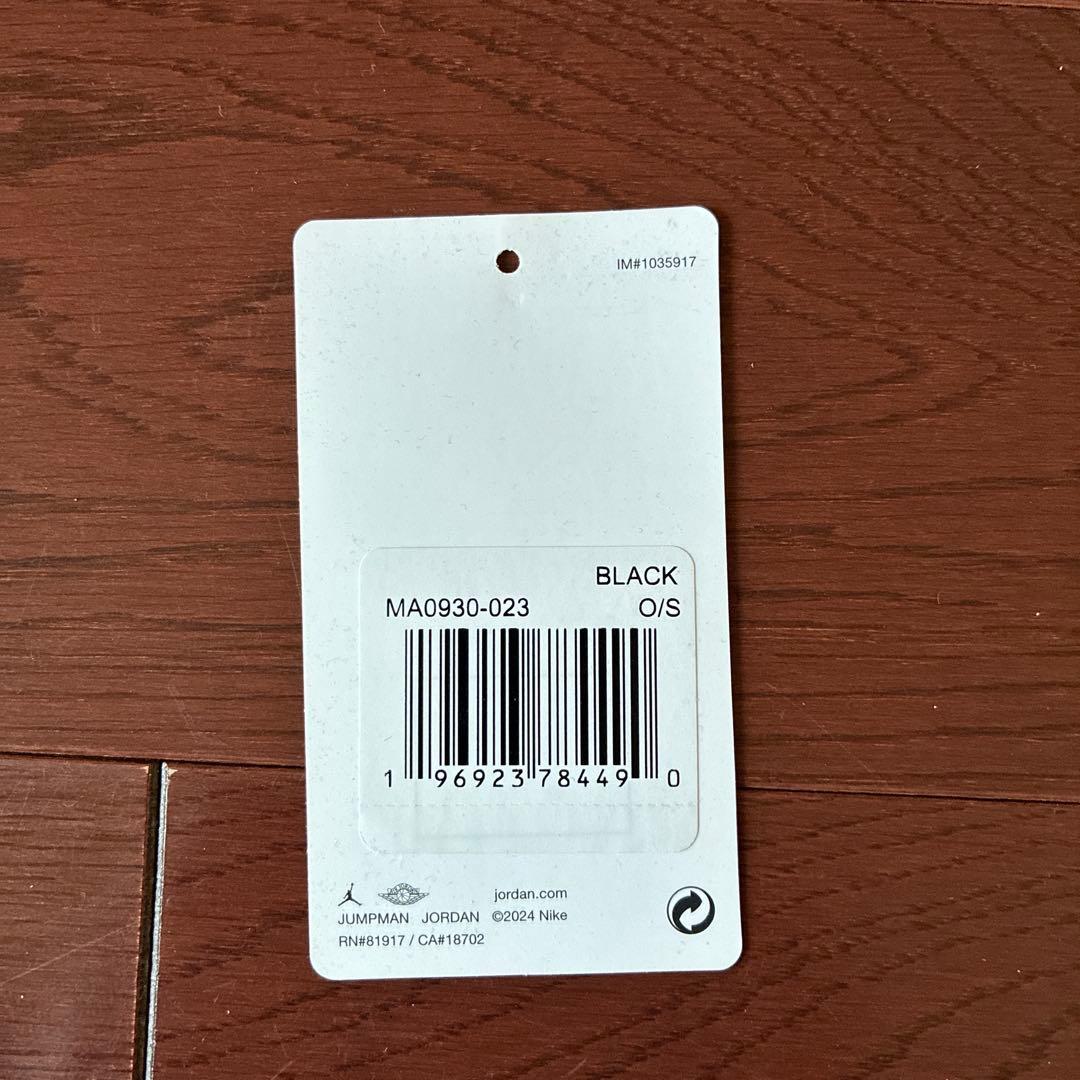 IM#1035917
BLACK
MA0930-023 O/S
1 96923 78449 0
jordan.com
JUMPMAN JORDAN ©2024 Nike
RN#81917 / CA#18702